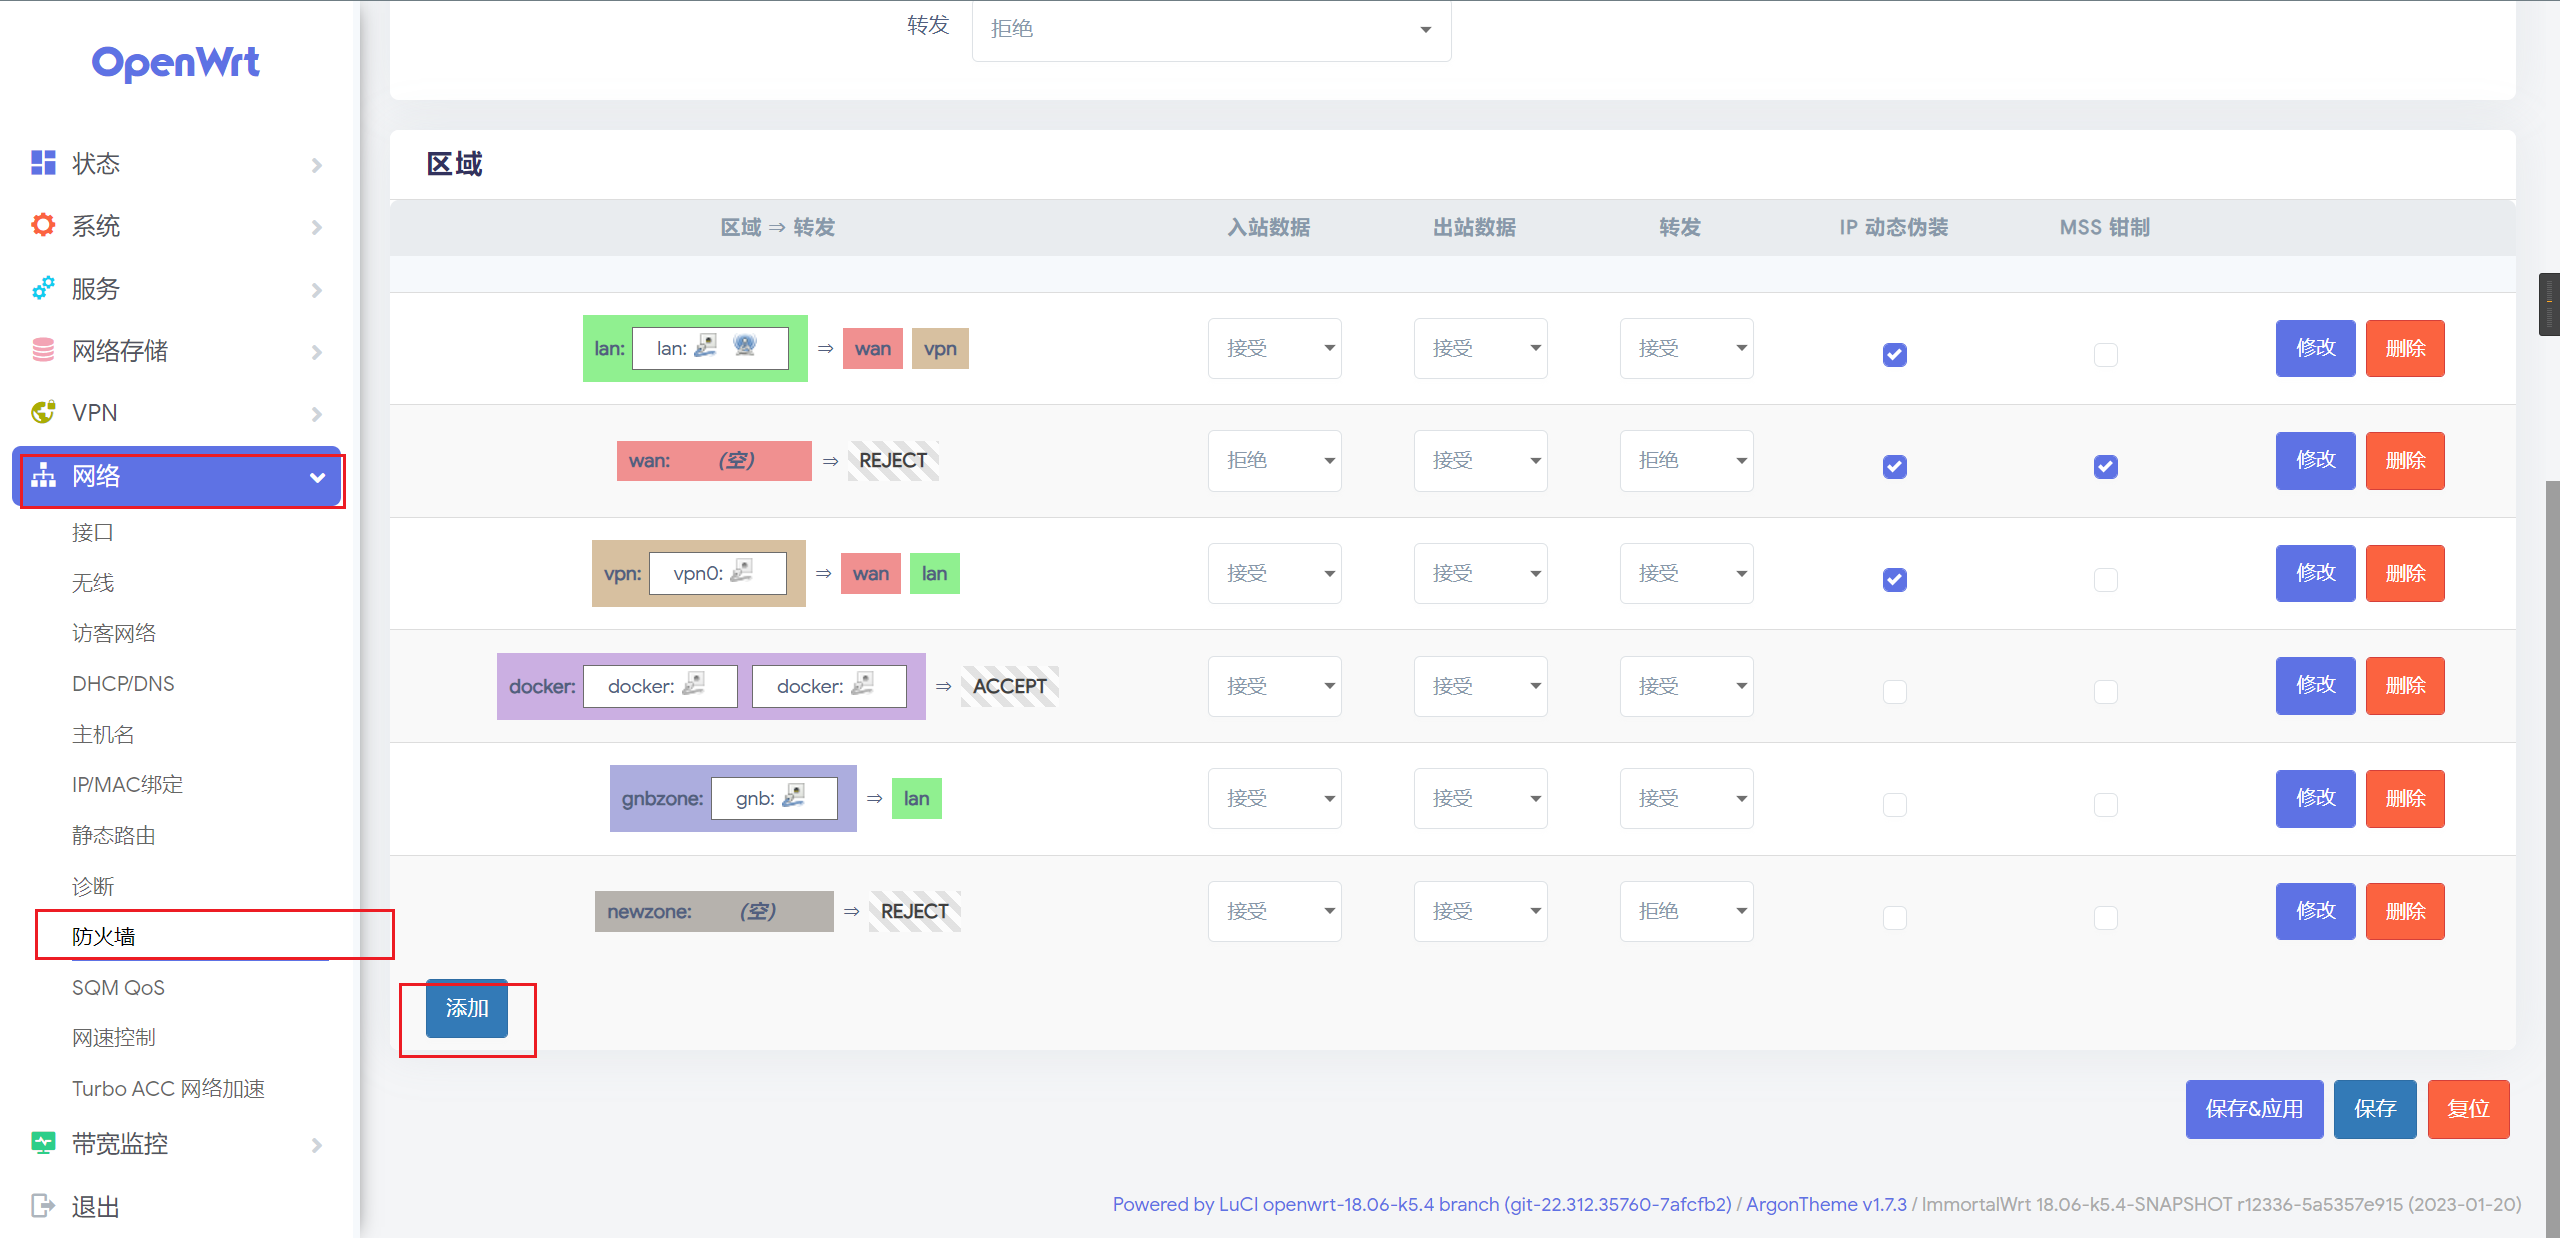 OpenWrt
状态
系统
服务
网络存储
VPN
网络
接口
无线
访客网络
DHCP/DNS
主机名
IP/MAC绑定
静态路由
诊断
防火墙
SQM QoS
网速控制
Turbo ACC 网络加速
带宽监控
退出
转发 拒绝
区域
区域 ⇒ 转发 入站数据 出站数据 转发 IP 动态伪装 MSS 钳制
lan: lan: ⇒ wan vpn 接受 接受 接受 修改 删除
wan: (空) ⇒ REJECT 拒绝 接受 拒绝 修改 删除
vpn: vpn0: ⇒ wan lan 接受 接受 接受 修改 删除
docker: docker: docker: ⇒ ACCEPT 接受 接受 接受 修改 删除
gnbzone: gnb: ⇒ lan 接受 接受 接受 修改 删除
newzone: (空) ⇒ REJECT 接受 接受 拒绝 修改 删除
添加
保存&应用 保存 复位
Powered by LuCI openwrt-18.06-k5.4 branch (git-22.312.35760-7afcfb2) / ArgonTheme v1.7.3 / ImmortalWrt 18.06-k5.4-SNAPSHOT r12336-5a5357e915 (2023-01-20)